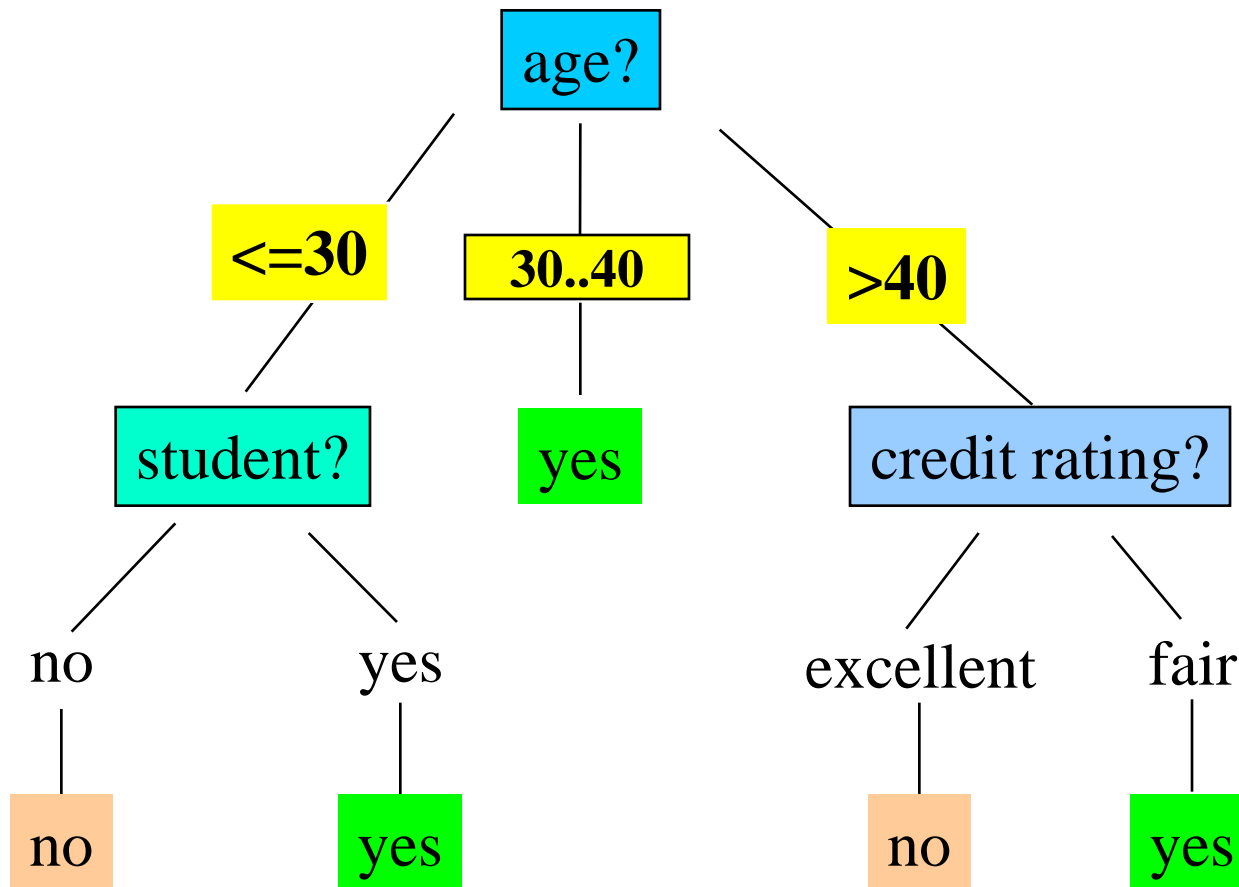 age?
<=30
30..40
>40
student?
yes
credit rating?
no
yes
excellent
fair
no
yes
no
yes